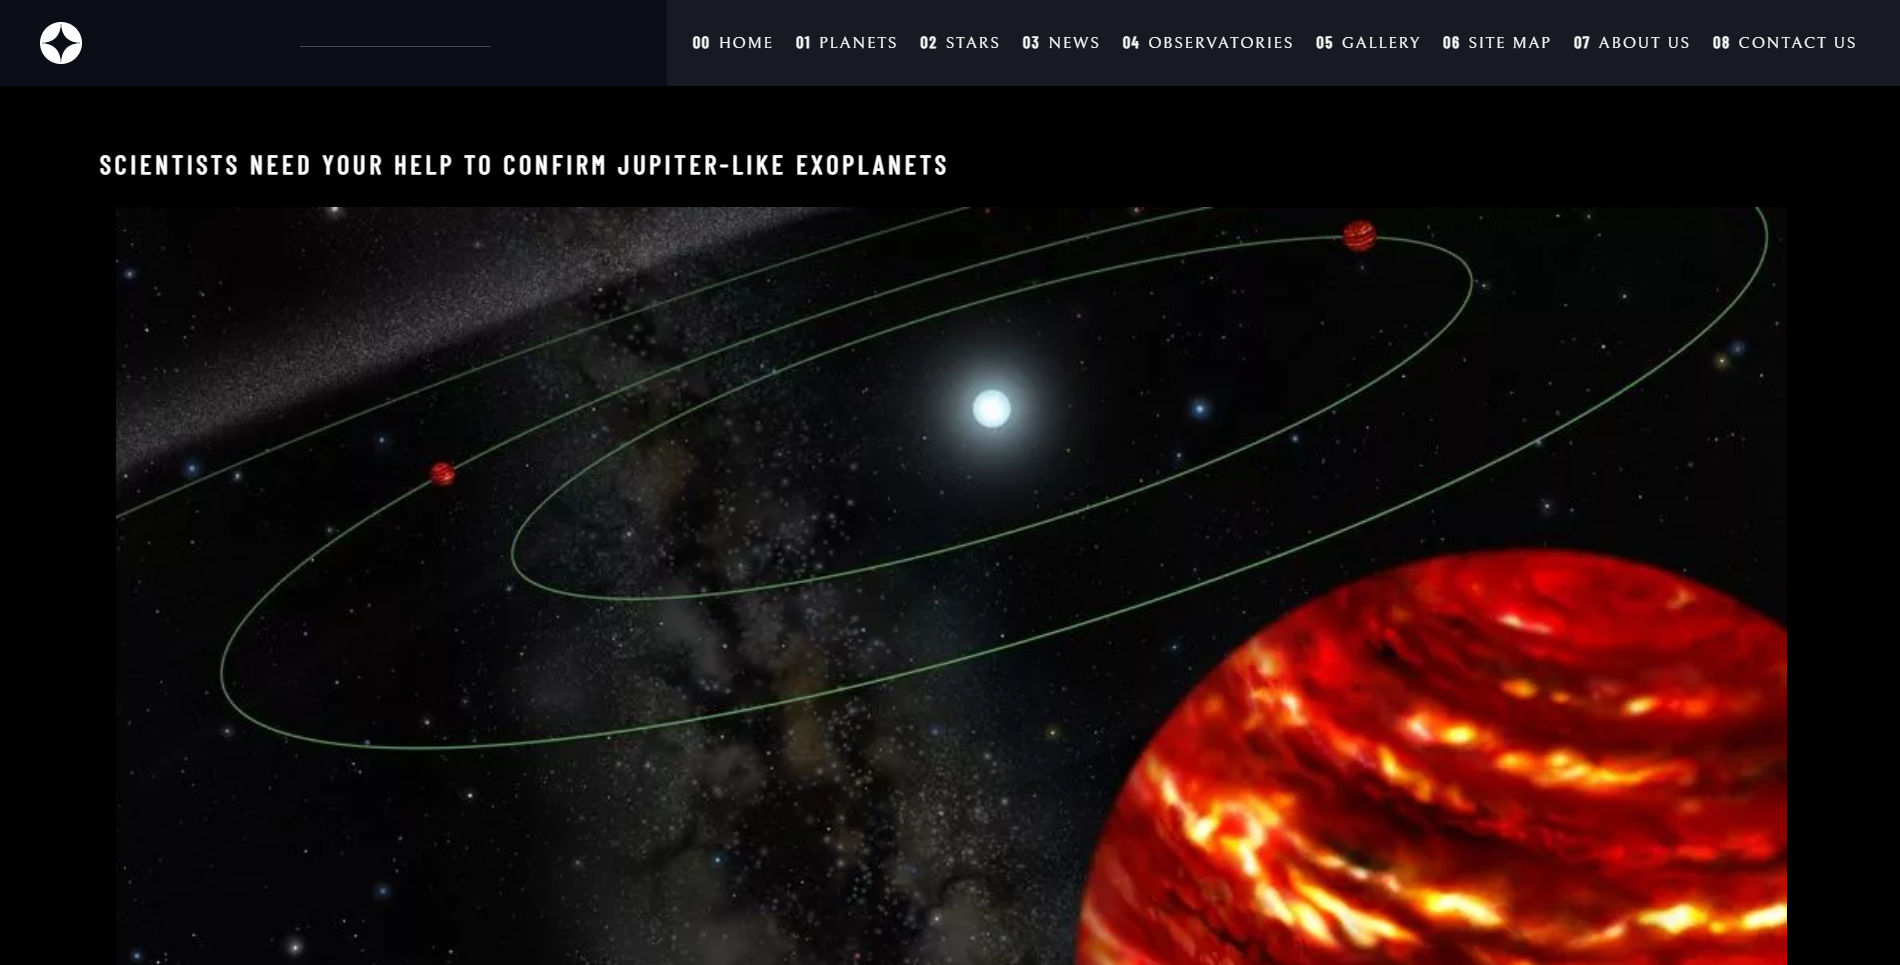 00 HOME 01 PLANETS 02 STARS 03 NEWS 04 OBSERVATORIES 05 GALLERY 06 SITE MAP 07 ABOUT US 08 CONTACT US
SCIENTISTS NEED YOUR HELP TO CONFIRM JUPITER-LIKE EXOPLANETS